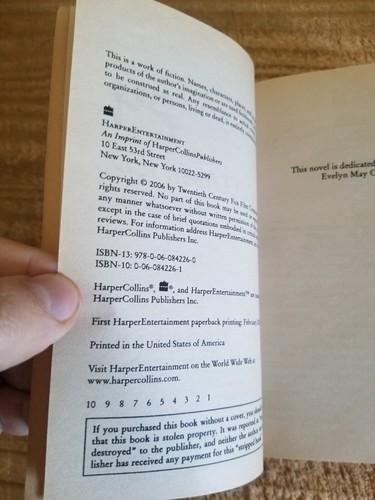 This is a work of fiction. Names, characters, places, and
products of the author's imagination or are used
to be construed as real. Any resemblance to actual
organizations, or persons, living or dead, is entirely
HARPERENTERTAINMENT
An Imprint of HarperCollinsPublishers
10 East 53rd Street
New York, New York 10022-5299
Copyright © 2006 by Twentieth Century Fox Film
rights reserved. No part of this book may be used
any manner whatsoever without written permission
except in the case of brief quotations embodied in
reviews. For information address HarperEntertainment,
HarperCollins Publishers Inc.
ISBN-13: 978-0-06-084226-0
ISBN-10: 0-06-084226-1
HarperCollins®, ®, and HarperEntertainment™ are
HarperCollins Publishers Inc.
First HarperEntertainment paperback printing: February
Printed in the United States of America
Visit HarperEntertainment on the World Wide Web at
www.harpercollins.com.
10 9 8 7 6 5 4 3 2 1
If you purchased this book without a cover, you
that this book is stolen property. It was reported as
destroyed" to the publisher, and neither the author
lisher has received any payment for this "stripped
This novel is dedicated
Evelyn May